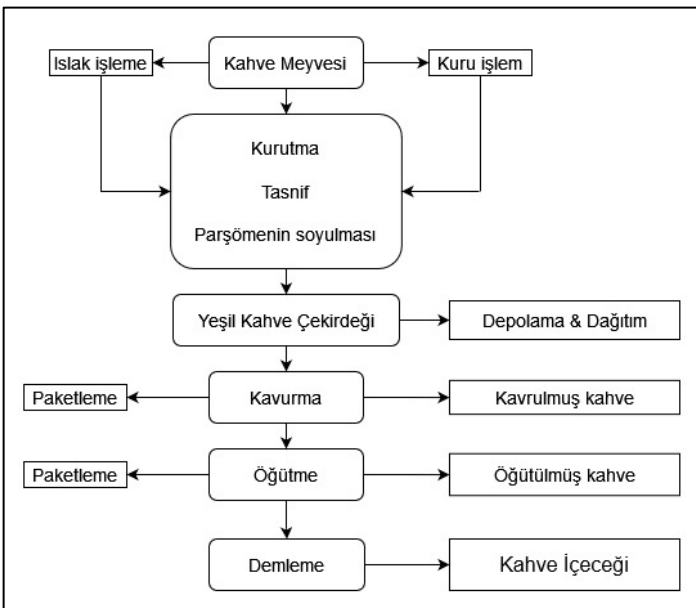 Islak işleme
Kahve Meyvesi
Kuru işlem
Kurutma
Tasnif
Parşömenin soyulması
Yeşil Kahve Çekirdeği
Depolama & Dağıtım
Paketleme
Kavurma
Kavrulmuş kahve
Paketleme
Öğütme
Öğütülmüş kahve
Demleme
Kahve İçeceği